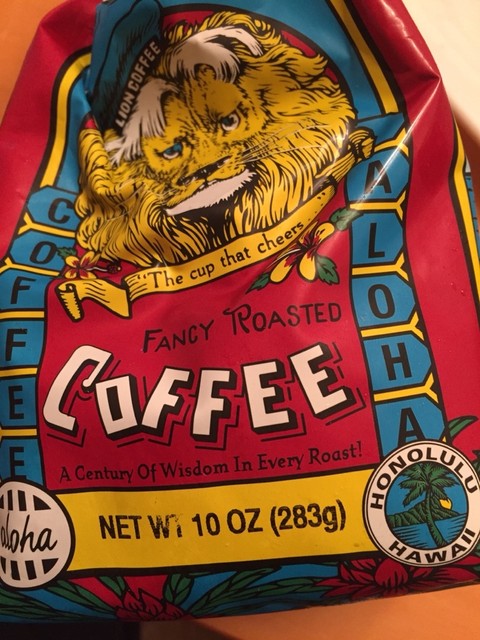 LION COFFEE
"The cup that cheers...
COFFEE
ALOHA
FANCY ROASTED
COFFEE
A Century Of Wisdom In Every Roast!
aloha
NET WT 10 OZ (283g)
HONOLULU
HAWAII